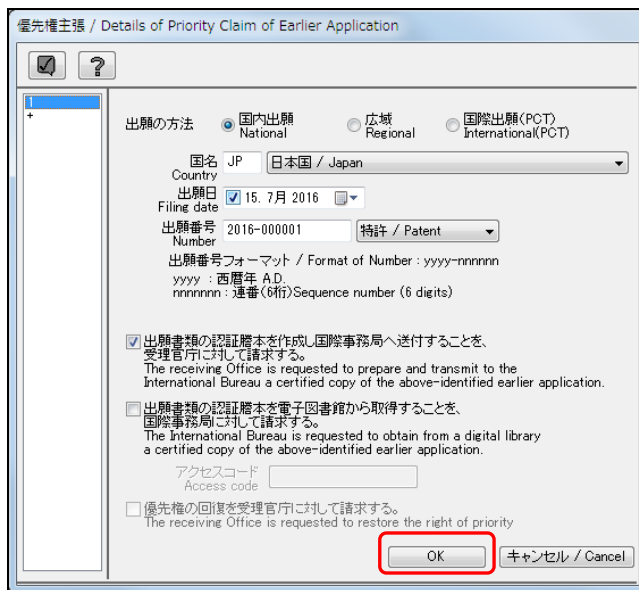 優先権主張 / Details of Priority Claim of Earlier Application
?
1
+
出願の方法
国内出願
National
広域
Regional
国際出願(PCT)
International(PCT)
国名
Country
JP
日本国 / Japan
出願日
Filing date
15. 7月 2016
出願番号
Number
2016-000001
特許 / Patent
出願番号フォーマット / Format of Number : yyyy-nnnnnn
yyyy : 西暦年 A.D.
nnnnnnn : 連番(6桁)Sequence number (6 digits)
出願書類の認証謄本を作成し国際事務局へ送付することを、
受理官庁に対して請求する。
The receiving Office is requested to prepare and transmit to the
International Bureau a certified copy of the above-identified earlier application.
出願書類の認証謄本を電子図書館から取得することを、
国際事務局に対して請求する。
The International Bureau is requested to obtain from a digital library
a certified copy of the above-identified earlier application.
アクセスコード
Access code
優先権の回復を受理官庁に対して請求する。
The receiving Office is requested to restore the right of priority
OK
キャンセル / Cancel